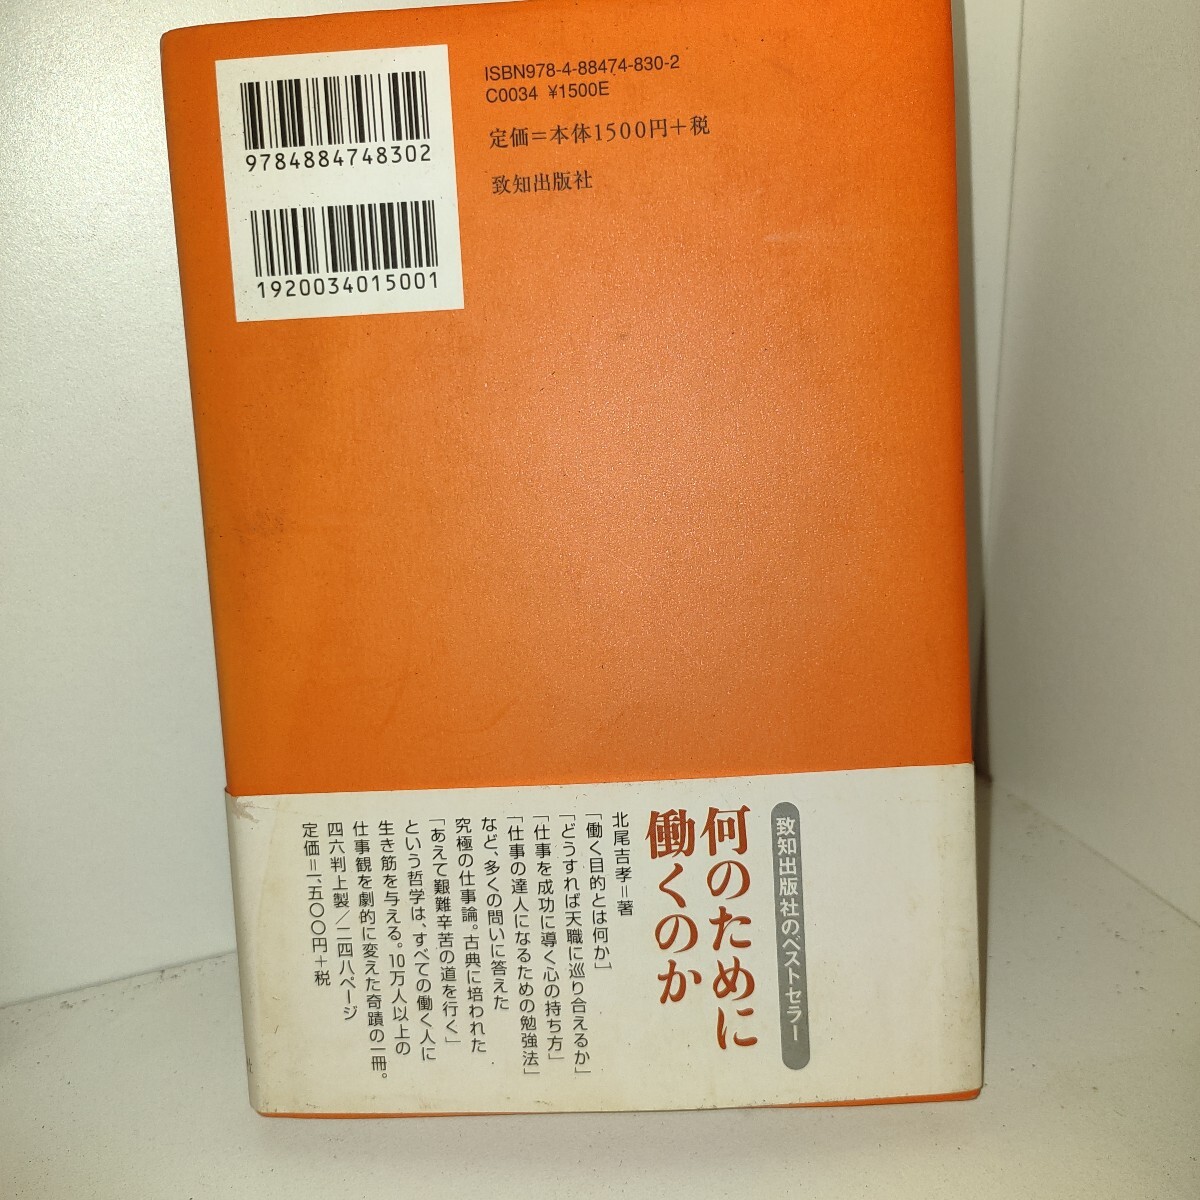 9784884748302
1920034015001
ISBN978-4-88474-830-2
C0034 ¥1500E
定価=本体1500円+税
致知出版社
致知出版社のベストセラー
何のために
働くのか
北尾吉孝=著
「働く目的とは何か」
「どうすれば天職に巡り合えるか」
「仕事を成功に導く心の持ち方」
「仕事の達人になるための勉強法」
など、多くの問いに答えた
究極の仕事論。古典に培われた
「あえて艱難辛苦の道を行く」
という哲学は、すべての働く人に
生き筋を与える。10万人以上の
仕事観を劇的に変えた奇蹟の一冊。
四六判上製/二四八ページ
定価=一、五〇〇円+税